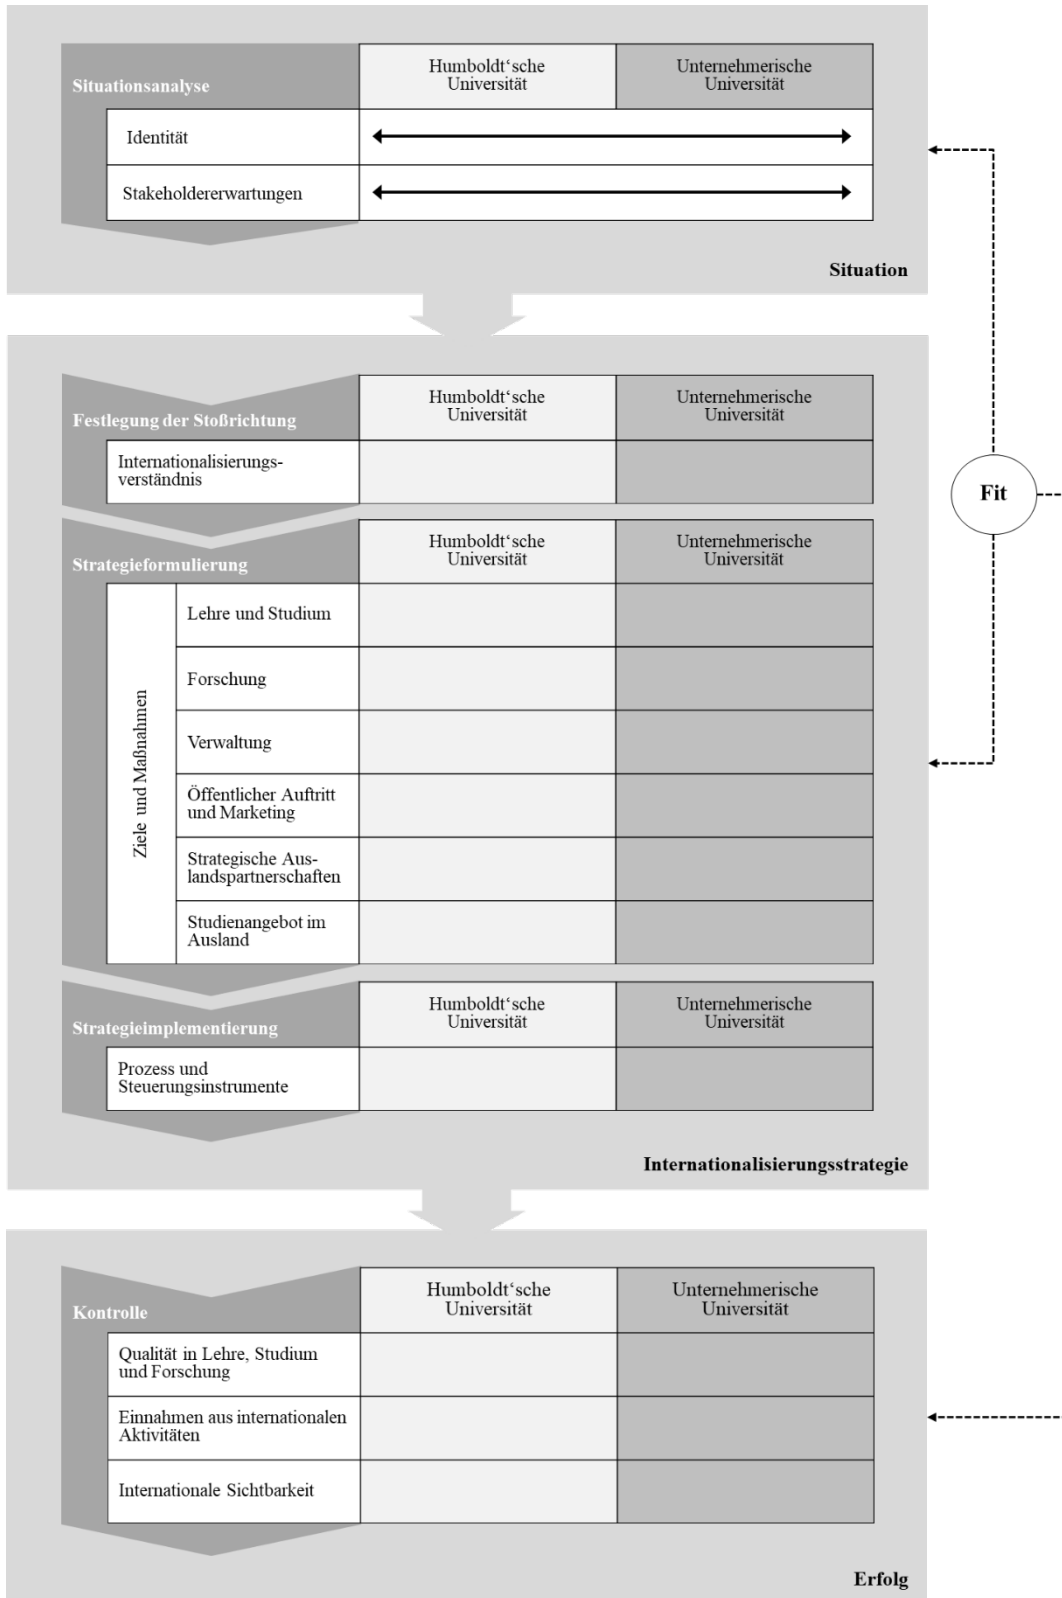 Situationsanalyse
Humboldt‘sche
Universität
Unternehmerische
Universität
Identität
Stakeholdererwartungen
Situation
Festlegung der Stoßrichtung
Humboldt‘sche
Universität
Unternehmerische
Universität
Internationalisierungs-
verständnis
Fit
Strategieformulierung
Humboldt‘sche
Universität
Unternehmerische
Universität
Ziele und Maßnahmen
Lehre und Studium
Forschung
Verwaltung
Öffentlicher Auftritt
und Marketing
Strategische Aus-
landspartnerschaften
Studienangebot im
Ausland
Strategieimplementierung
Humboldt‘sche
Universität
Unternehmerische
Universität
Prozess und
Steuerungsinstrumente
Internationalisierungsstrategie
Kontrolle
Humboldt‘sche
Universität
Unternehmerische
Universität
Qualität in Lehre, Studium
und Forschung
Einnahmen aus internationalen
Aktivitäten
Internationale Sichtbarkeit
Erfolg